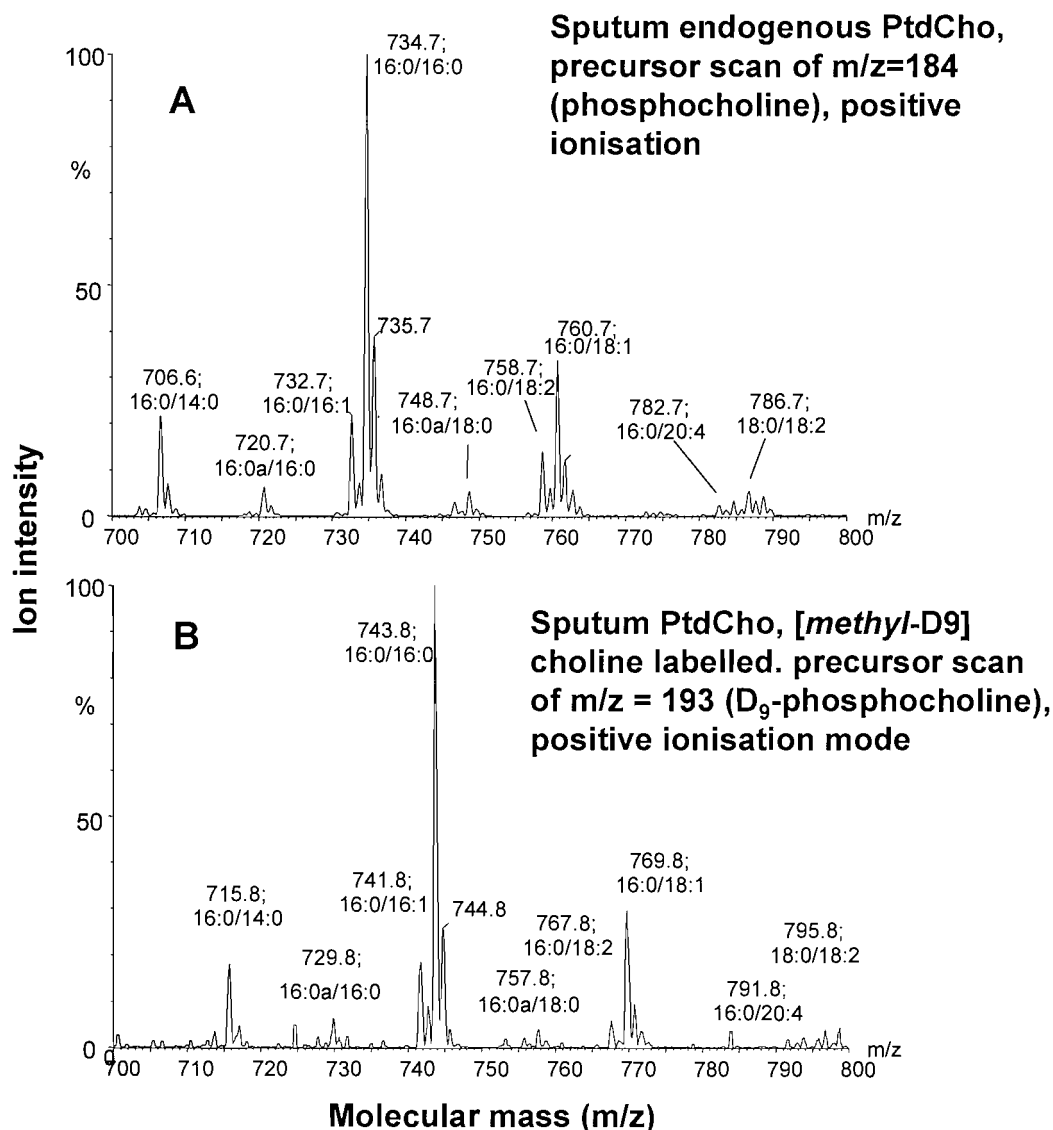 Sputum endogenous PtdCho,
precursor scan of m/z=184
(phosphocholine), positive
ionisation
A
100
%
50
0
734.7;
16:0/16:0
735.7
706.6;
16:0/14:0
720.7;
16:0a/16:0
732.7;
16:0/16:1
748.7;
16:0a/18:0
758.7;
16:0/18:2
760.7;
16:0/18:1
782.7;
16:0/20:4
786.7;
18:0/18:2
m/z
700 720 730 740 750 760 770 780 790 800
Ion intensity
Sputum PtdCho, [methyl-D9]
choline labelled. precursor scan
of m/z = 193 (D9-phosphocholine),
positive ionisation mode
B
100
%
50
0
0
743.8;
16:0/16:0
715.8;
16:0/14:0
729.8;
16:0a/16:0
741.8;
16:0/16:1
744.8
757.8;
16:0a/18:0
767.8;
16:0/18:2
769.8;
16:0/18:1
791.8;
16:0/20:4
795.8;
18:0/18:2
m/z
700 710 720 730 740 750 760 770 780 790 800
Molecular mass (m/z)